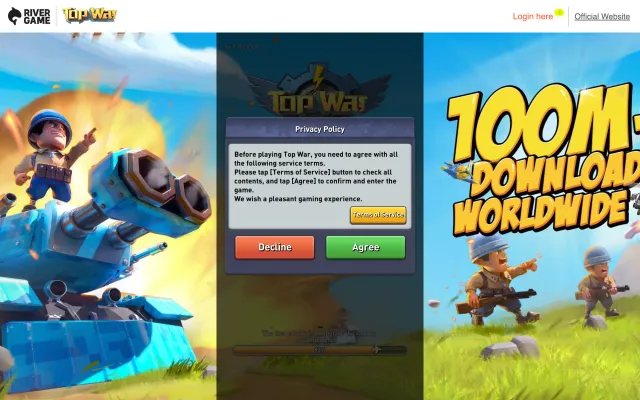 RIVER GAME
Top War
Login here
Official Website
Top War
Privacy Policy
Before playing Top War, you need to agree with all
the following service terms.
Please tap [Terms of Service] button to check all
contents, and tap [Agree] to confirm and enter the
game.
We wish a pleasant gaming experience.
Terms of Service
Decline
Agree
100M+
DOWNLOAD
WORLDWIDE